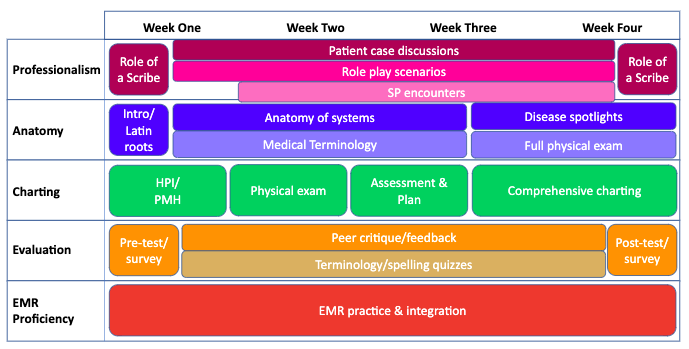 Week One Week Two Week Three Week Four
Professionalism
Role of
a Scribe
Patient case discussions
Role play scenarios
SP encounters
Role of
a Scribe
Anatomy
Intro/
Latin
roots
Anatomy of systems
Medical Terminology
Disease spotlights
Full physical exam
Charting
HPI/
PMH
Physical exam
Assessment &
Plan
Comprehensive charting
Evaluation
Pre-test/
survey
Peer critique/feedback
Terminology/spelling quizzes
Post-test/
survey
EMR
Proficiency
EMR practice & integration